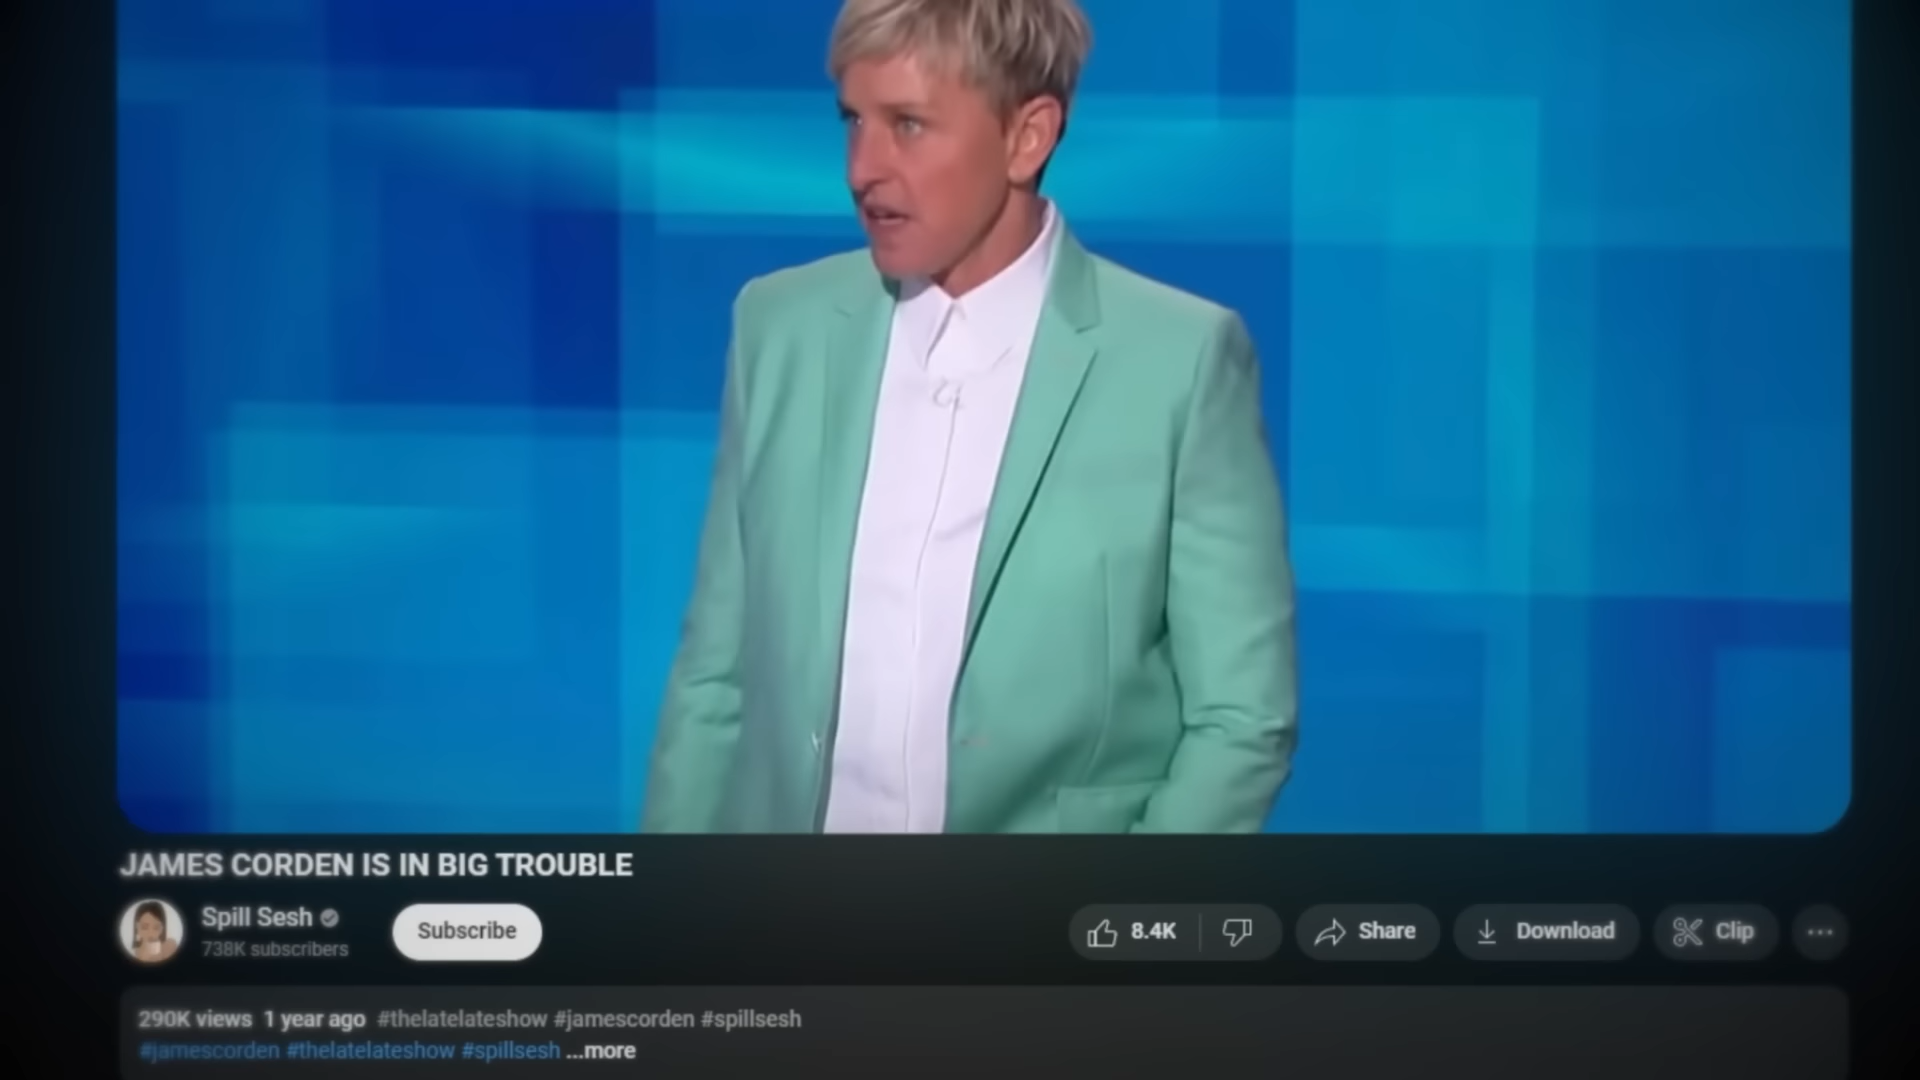 JAMES CORDEN IS IN BIG TROUBLE
Spill Sesh
738K subscribers
Subscribe
8.4K
Share
Download
Clip
290K views 1 year ago #thelatelateshow #jamescorden #spillsesh
#jamescorden #thelatelateshow #spillsesh ...more